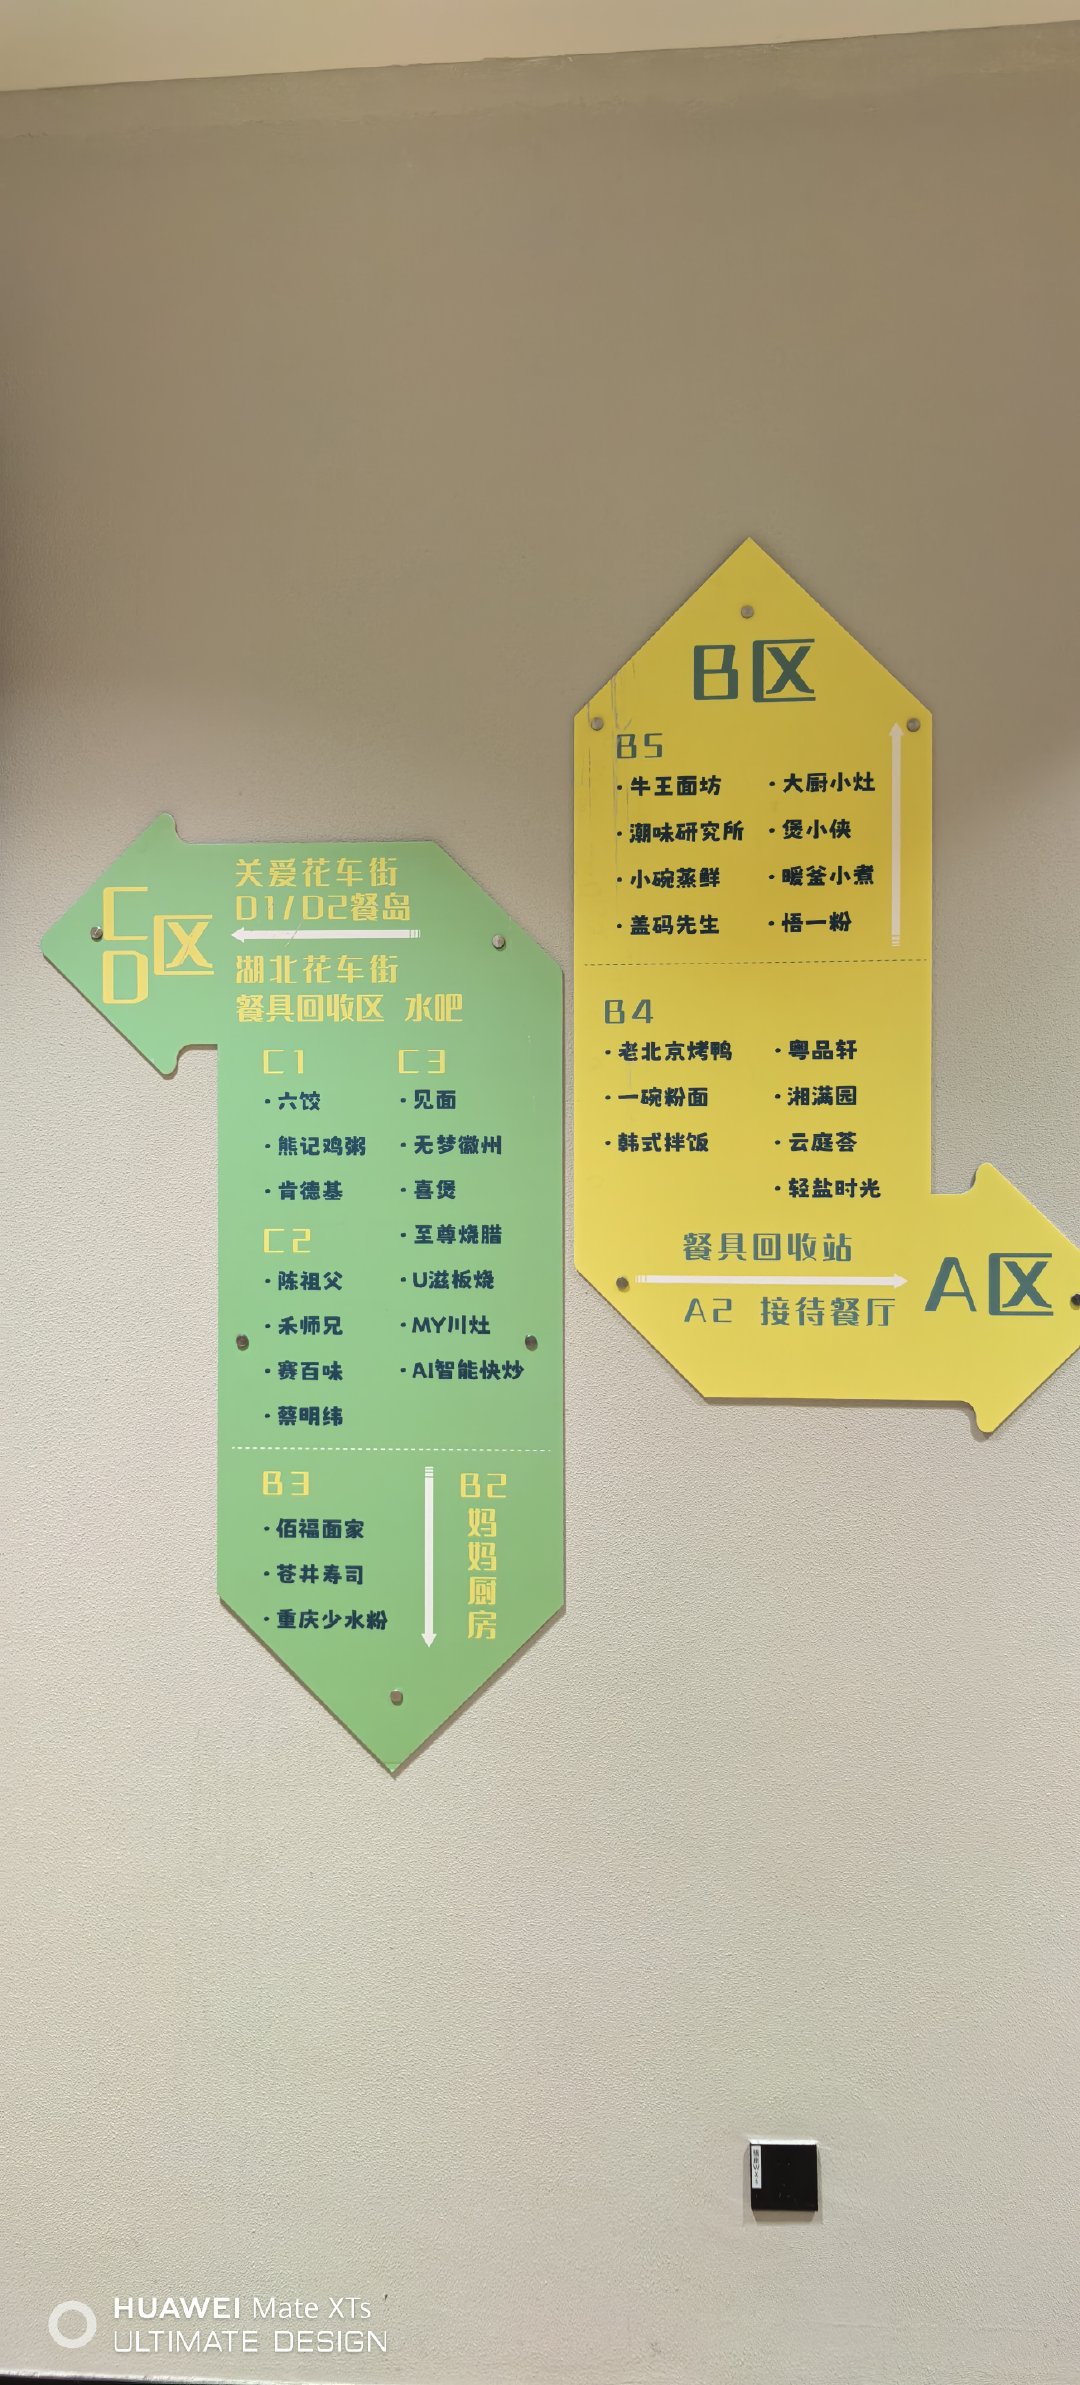 B区
B5
·牛王面坊 ·大厨小灶
·潮味研究所 ·煲小侠
·小碗蒸鲜 ·暖釜小煮
·盖码先生 ·悟一粉
B4
·老北京烤鸭 ·粤品轩
·一碗粉面 ·湘满园
·韩式拌饭 ·云庭荟
·轻盐时光
餐具回收站
A2 接待餐厅
A区
C
D区
关爱花车街
D1/D2餐岛
湖北花车街
餐具回收区 水吧
C1
·六饺
·熊记鸡粥
·肯德基
C2
·陈祖父
·禾师兄
·赛百味
·蔡明纬
C3
·见面
·无梦徽州
·喜煲
·至尊烧腊
·U滋板烧
·MY川灶
·AI智能快炒
B3
·佰福面家
·苍井寿司
·重庆少水粉
B2
妈妈厨房
HUAWEI Mate XTs
ULTIMATE DESIGN